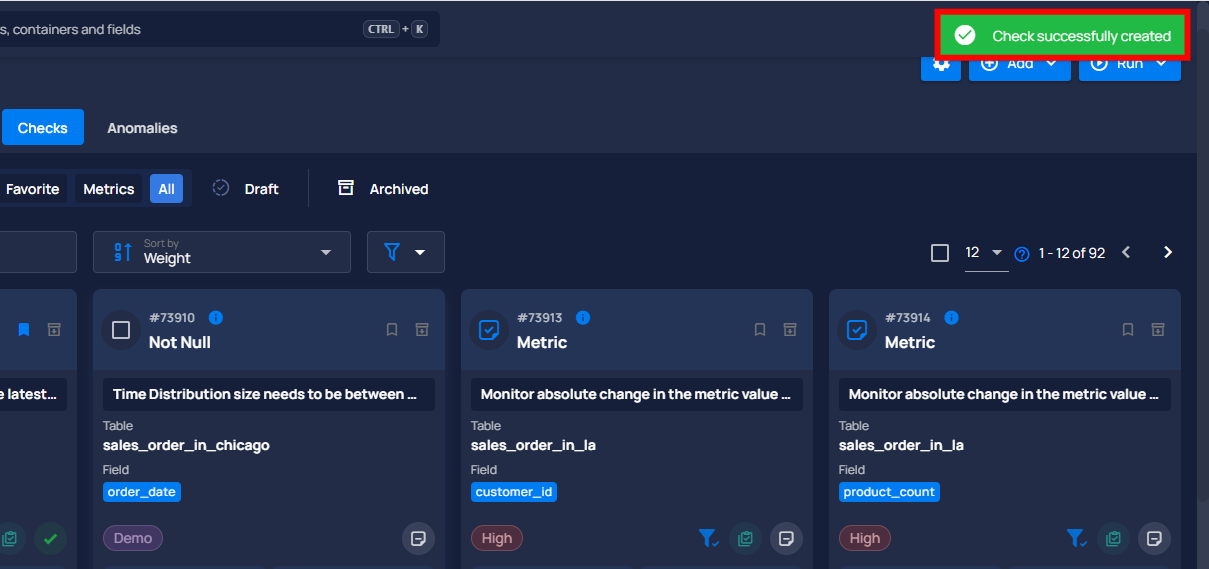 s, containers and fields
CTRL + K
Check successfully created
Add
Run
Checks
Anomalies
Favorite
Metrics
All
Draft
Archived
Sort by
Weight
12
1 - 12 of 92
e latest...
#73910
Not Null
Time Distribution size needs to be between ...
Table
sales_order_in_chicago
Field
order_date
Demo
#73913
Metric
Monitor absolute change in the metric value ...
Table
sales_order_in_la
Field
customer_id
High
#73914
Metric
Monitor absolute change in the metric value ...
Table
sales_order_in_la
Field
product_count
High